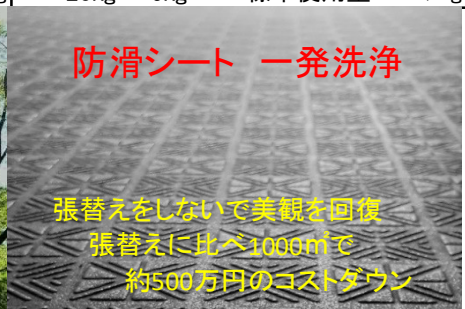 防滑シート 一発洗浄
張替えをしないで美観を回復
張替えに比べ1000㎡で
約500万円のコストダウン